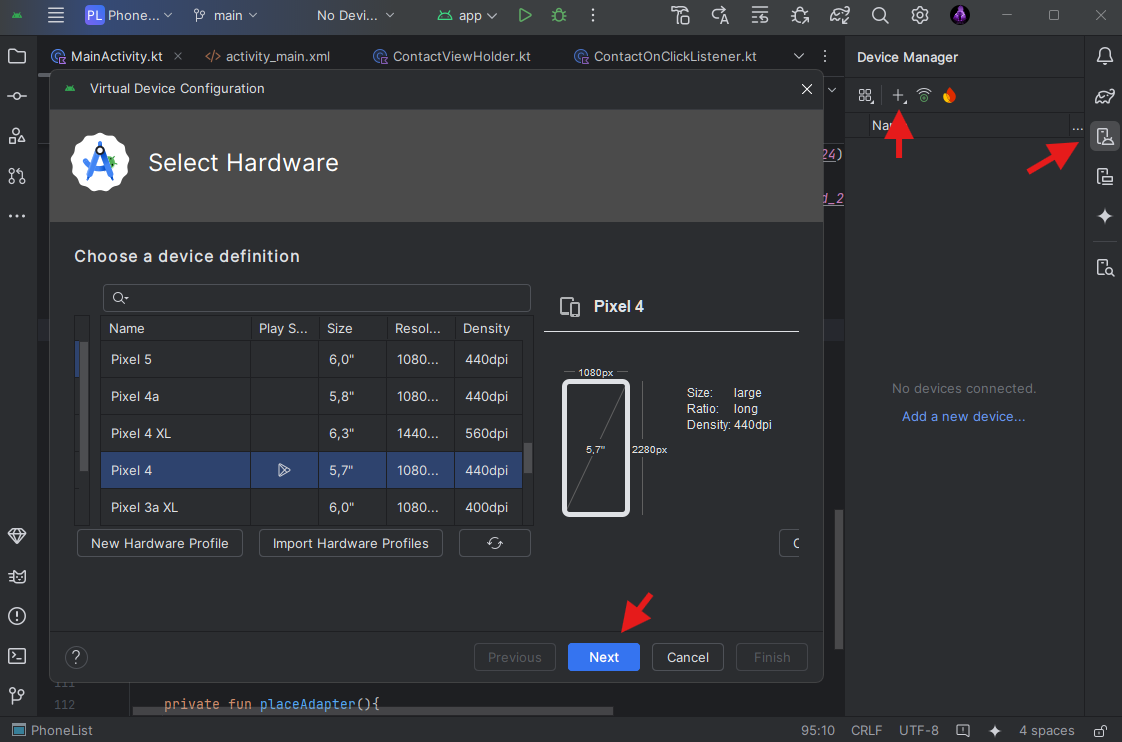 PL Phone... main No Devi... app
MainActivity.kt activity_main.xml ContactViewHolder.kt ContactOnClickListener.kt Device Manager
Virtual Device Configuration
Select Hardware
24)
d_2
Choose a device definition
Name Play S... Size Resol... Density
Pixel 5 6,0" 1080... 440dpi
Pixel 4a 5,8" 1080... 440dpi
Pixel 4 XL 6,3" 1440... 560dpi
Pixel 4 5,7" 1080... 440dpi
Pixel 3a XL 6,0" 1080... 400dpi
New Hardware Profile Import Hardware Profiles
Pixel 4
1080px
5,7"
2280px
Size: large
Ratio: long
Density: 440dpi
? Previous Next Cancel Finish
...
No devices connected.
Add a new device...
112 private fun placeAdapter(){
PhoneList 95:10 CRLF UTF-8 4 spaces